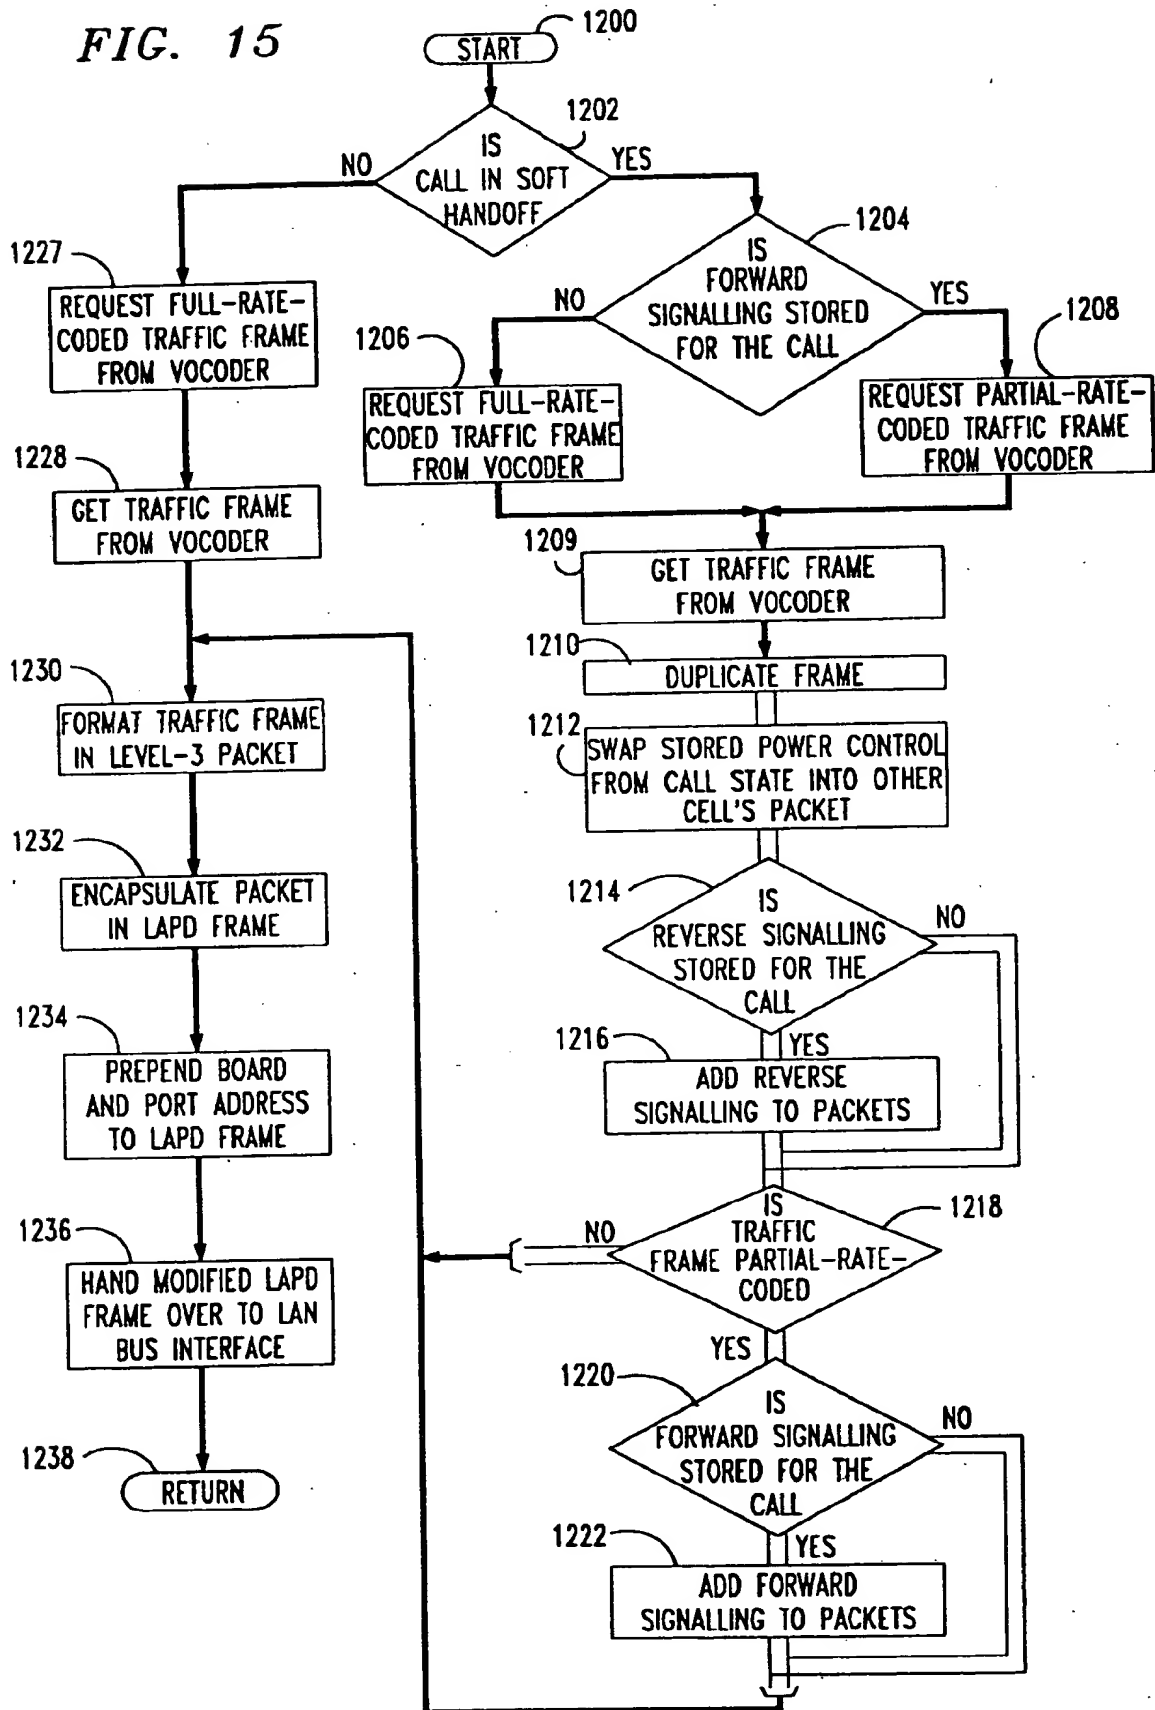 FIG. 15
1200
START
1202
IS
CALL IN SOFT
HANDOFF
NO
YES
1204
IS
FORWARD
SIGNALLING STORED
FOR THE CALL
NO
YES
1227
REQUEST FULL-RATE-
CODED TRAFFIC FRAME
FROM VOCODER
1206
REQUEST FULL-RATE-
CODED TRAFFIC FRAME
FROM VOCODER
1208
REQUEST PARTIAL-RATE-
CODED TRAFFIC FRAME
FROM VOCODER
1228
GET TRAFFIC FRAME
FROM VOCODER
1209
GET TRAFFIC FRAME
FROM VOCODER
1210
DUPLICATE FRAME
1230
FORMAT TRAFFIC FRAME
IN LEVEL-3 PACKET
1212
SWAP STORED POWER CONTROL
FROM CALL STATE INTO OTHER
CELL'S PACKET
1232
ENCAPSULATE PACKET
IN LAPD FRAME
1214
IS
REVERSE SIGNALLING
STORED FOR THE
CALL
NO
YES
1234
PREPEND BOARD
AND PORT ADDRESS
TO LAPD FRAME
1216
ADD REVERSE
SIGNALLING TO PACKETS
1218
IS
TRAFFIC
FRAME PARTIAL-RATE-
CODED
NO
YES
1236
HAND MODIFIED LAPD
FRAME OVER TO LAN
BUS INTERFACE
1220
IS
FORWARD SIGNALLING
STORED FOR THE
CALL
NO
YES
1238
RETURN
1222
ADD FORWARD
SIGNALLING TO PACKETS